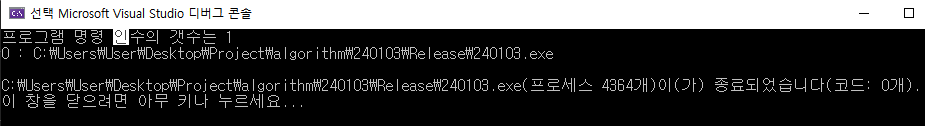 선택 Microsoft Visual Studio 디버그 콘솔
프로그램 명령 인수의 갯수는 1
0 : C:₩Users₩User₩Desktop₩Project₩algorithm₩240103₩Release₩240103.exe
C:₩Users₩User₩Desktop₩Project₩algorithm₩240103₩Release₩240103.exe(프로세스 4364개)이(가) 종료되었습니다(코드: 0개).
이 창을 닫으려면 아무 키나 누르세요...